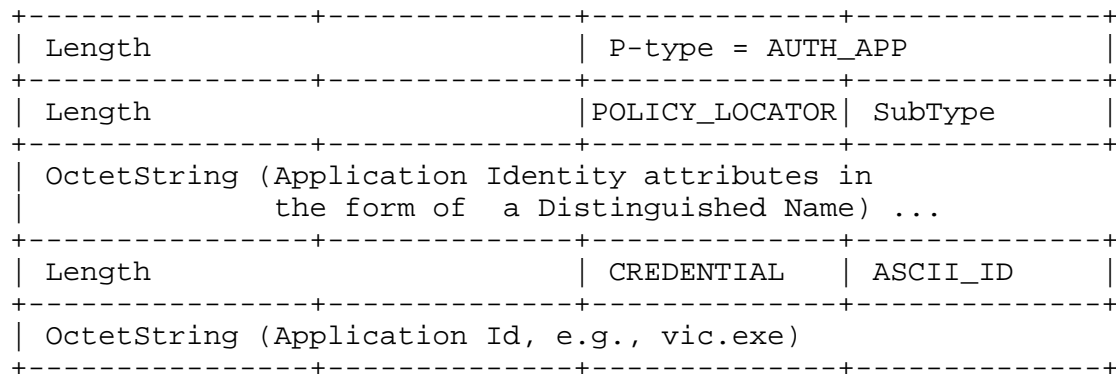 +----------------+--------------+--------------+--------------+
| Length | P-type = AUTH_APP |
+----------------+--------------+--------------+--------------+
| Length |POLICY_LOCATOR| SubType |
+----------------+--------------+--------------+--------------+
| OctetString (Application Identity attributes in
| the form of a Distinguished Name) ...
+----------------+--------------+--------------+--------------+
| Length | CREDENTIAL | ASCII_ID |
+----------------+--------------+--------------+--------------+
| OctetString (Application Id, e.g., vic.exe)
+----------------+--------------+--------------+--------------+